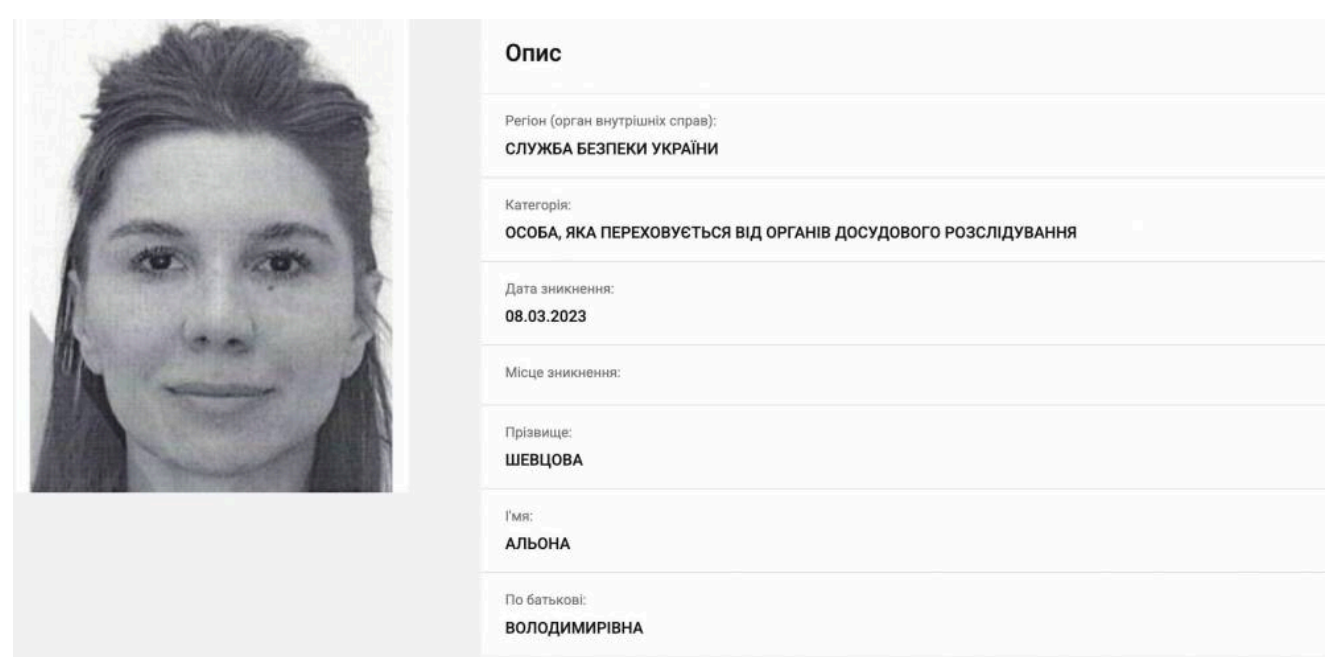 Опис
Регіон (орган внутрішніх справ):
СЛУЖБА БЕЗПЕКИ УКРАЇНИ
Категорія:
ОСОБА, ЯКА ПЕРЕХОВУЄТЬСЯ ВІД ОРГАНІВ ДОСУДОВОГО РОЗСЛІДУВАННЯ
Дата зникнення:
08.03.2023
Місце зникнення:
Прізвище:
ШЕВЦОВА
І'мя:
АЛЬОНА
По батькові:
ВОЛОДИМИРІВНА